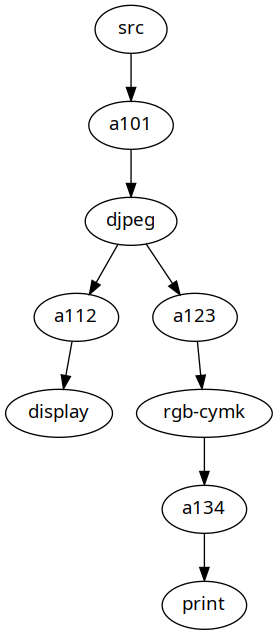 src
a101
djpeg
a112
a123
display
rgb-cymk
a134
print